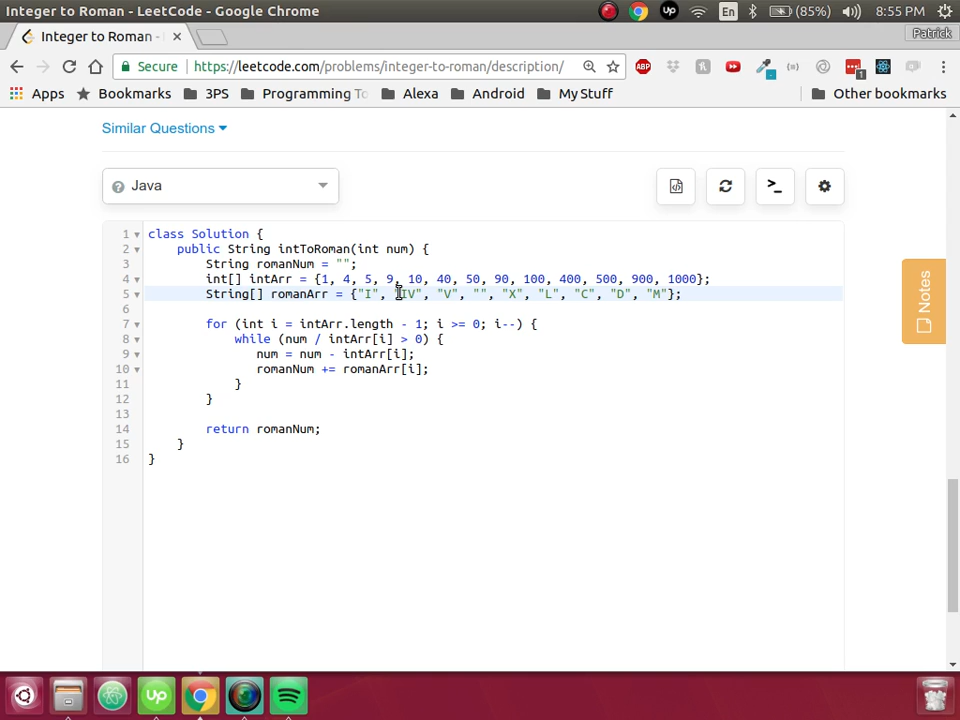 Integer to Roman - LeetCode - Google Chrome
En (85%) 8:55 PM
Integer to Roman - 
Patrick
Secure https://leetcode.com/problems/integer-to-roman/description/
ABP
1
Apps Bookmarks 3PS Programming To Alexa Android My Stuff Other bookmarks
Similar Questions
Java
>_
1 class Solution {
2 public String intToRoman(int num) {
3 String romanNum = "";
4 int[] intArr = {1, 4, 5, 9, 10, 40, 50, 90, 100, 400, 500, 900, 1000};
5 String[] romanArr = {"I", "IV", "V", "", "X", "L", "C", "D", "M"};
6
7 for (int i = intArr.length - 1; i >= 0; i--) {
8 while (num / intArr[i] > 0) {
9 num = num - intArr[i];
10 romanNum += romanArr[i];
11 }
12 }
13
14 return romanNum;
15 }
16 }
Notes
up